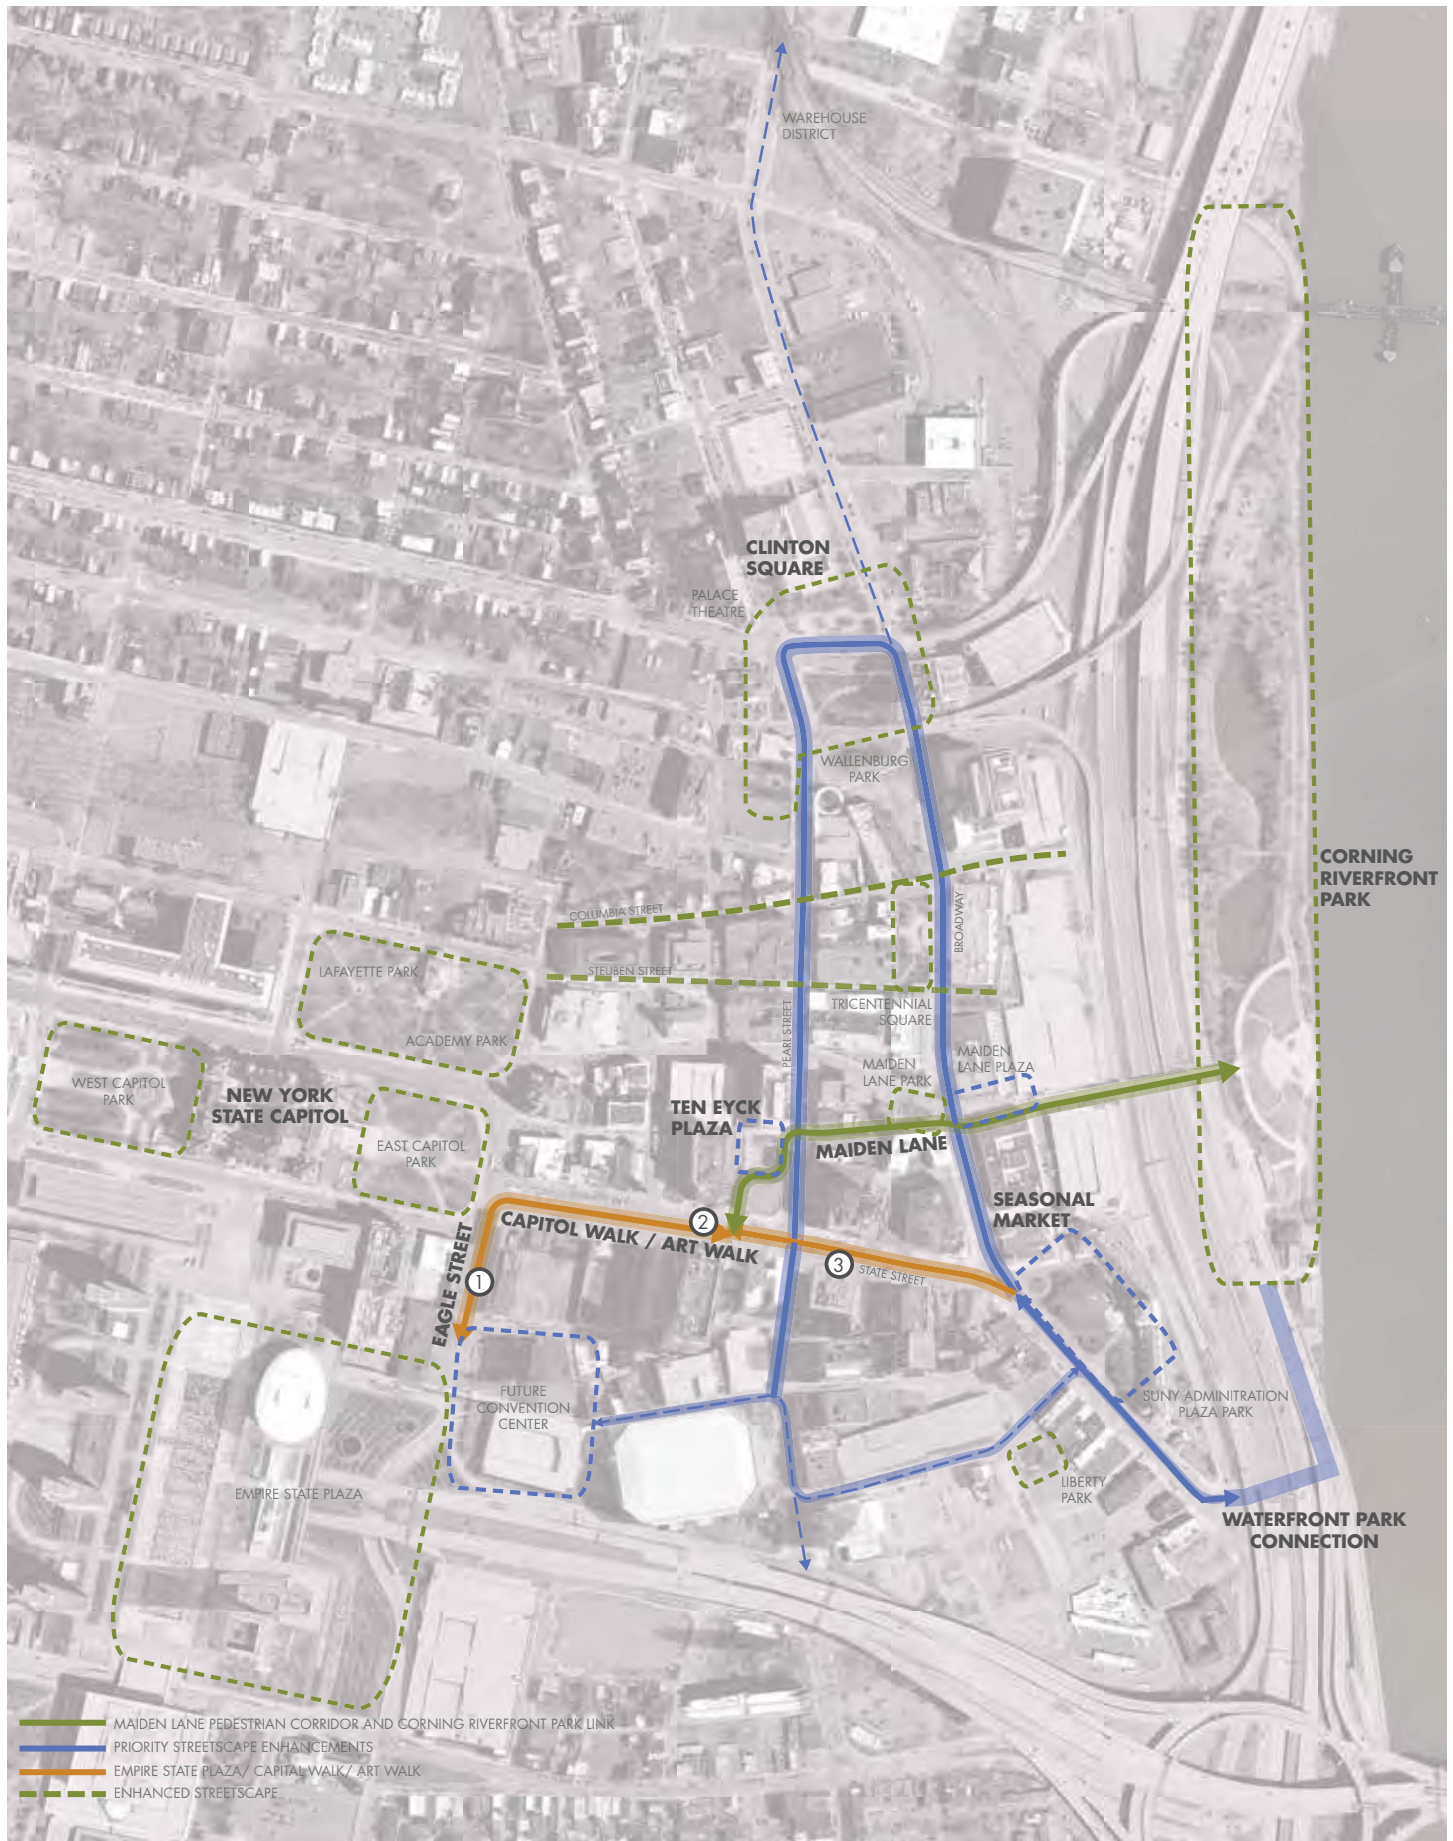 WAREHOUSE
DISTRICT
CLINTON
SQUARE
PALACE
THEATRE
WALLENBURG
PARK
CORNING
RIVERFRONT
PARK
COLUMBIA STREET
BROADWAY
LAFAYETTE PARK
STEUBEN STREET
TRICENTENNIAL
SQUARE
PEARL STREET
ACADEMY PARK
MAIDEN
LANE PLAZA
MAIDEN
LANE PARK
WEST CAPITOL
PARK
NEW YORK
STATE CAPITOL
TEN EYCK
PLAZA
EAST CAPITOL
PARK
MAIDEN LANE
SEASONAL
MARKET
2
CAPITOL WALK / ART WALK
3
STATE STREET
EAGLE STREET
1
FUTURE
CONVENTION
CENTER
SUNY ADMINITRATION
PLAZA PARK
EMPIRE STATE PLAZA
LIBERTY
PARK
WATERFRONT PARK
CONNECTION
MAIDEN LANE PEDESTRIAN CORRIDOR AND CORNING RIVERFRONT PARK LINK
PRIORITY STREETSCAPE ENHANCEMENTS
EMPIRE STATE PLAZA/ CAPITAL WALK/ ART WALK
ENHANCED STREETSCAPE